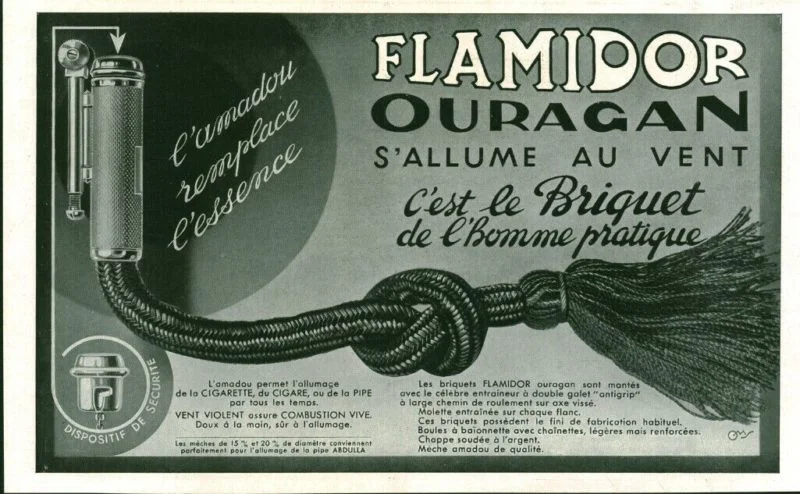 FLAMIDOR
OURAGAN
S'ALLUME AU VENT
C'est le Briquet
de l'homme pratique
l'amadou
remplace
l'essence
DISPOSITIF DE SÉCURITÉ
L'amadou permet l'allumage
de la CIGARETTE, du CIGARE, ou de la PIPE
par tous les temps.
VENT VIOLENT assure COMBUSTION VIVE.
Doux à la main, sûr à l'allumage.
Les mèches de 15 % et 20 % de diamètre conviennent
parfaitement pour l'allumage de la pipe ABDULLA
Les briquets FLAMIDOR ouragan sont montés
avec le célèbre entraineur à double galet "antigrip"
à large chemin de roulement sur axe vissé.
Molette entraînée sur chaque flanc.
Ces briquets possèdent le fini de fabrication habituel.
Boules à baïonnette avec chaînettes, légères mais renforcées.
Chappe soudée à l'argent.
Mèche amadou de qualité.